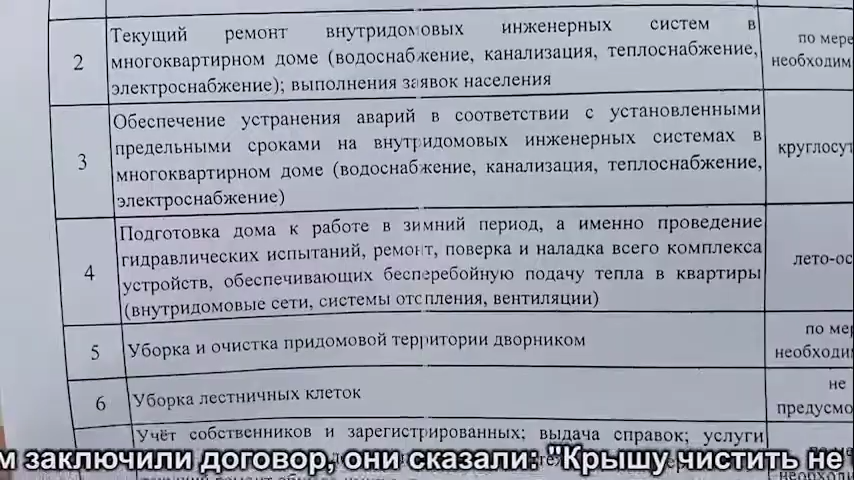 2
Текущий ремонт внутридомовых инженерных систем в
многоквартирном доме (водоснабжение, канализация, теплоснабжение,
электроснабжение); выполнения заявок населения
по мере
необходим
3
Обеспечение устранения аварий в соответствии с установленными
предельными сроками на внутридомовых инженерных системах в
многоквартирном доме (водоснабжение, канализация, теплоснабжение,
электроснабжение)
круглосут
4
Подготовка дома к работе в зимний период, а именно проведение
гидравлических испытаний, ремонт, поверка и наладка всего комплекса
устройств, обеспечивающих бесперебойную подачу тепла в квартиры
(внутридомовые сети, системы отопления, вентиляции)
лето-ос
5
Уборка и очистка придомовой территории дворником
по мер
необходим
6
Уборка лестничных клеток
не
предусмо
Учёт собственников и зарегистрированных; выдача справок; услуги
м заключили договор, они сказали: "Крышу чистить не